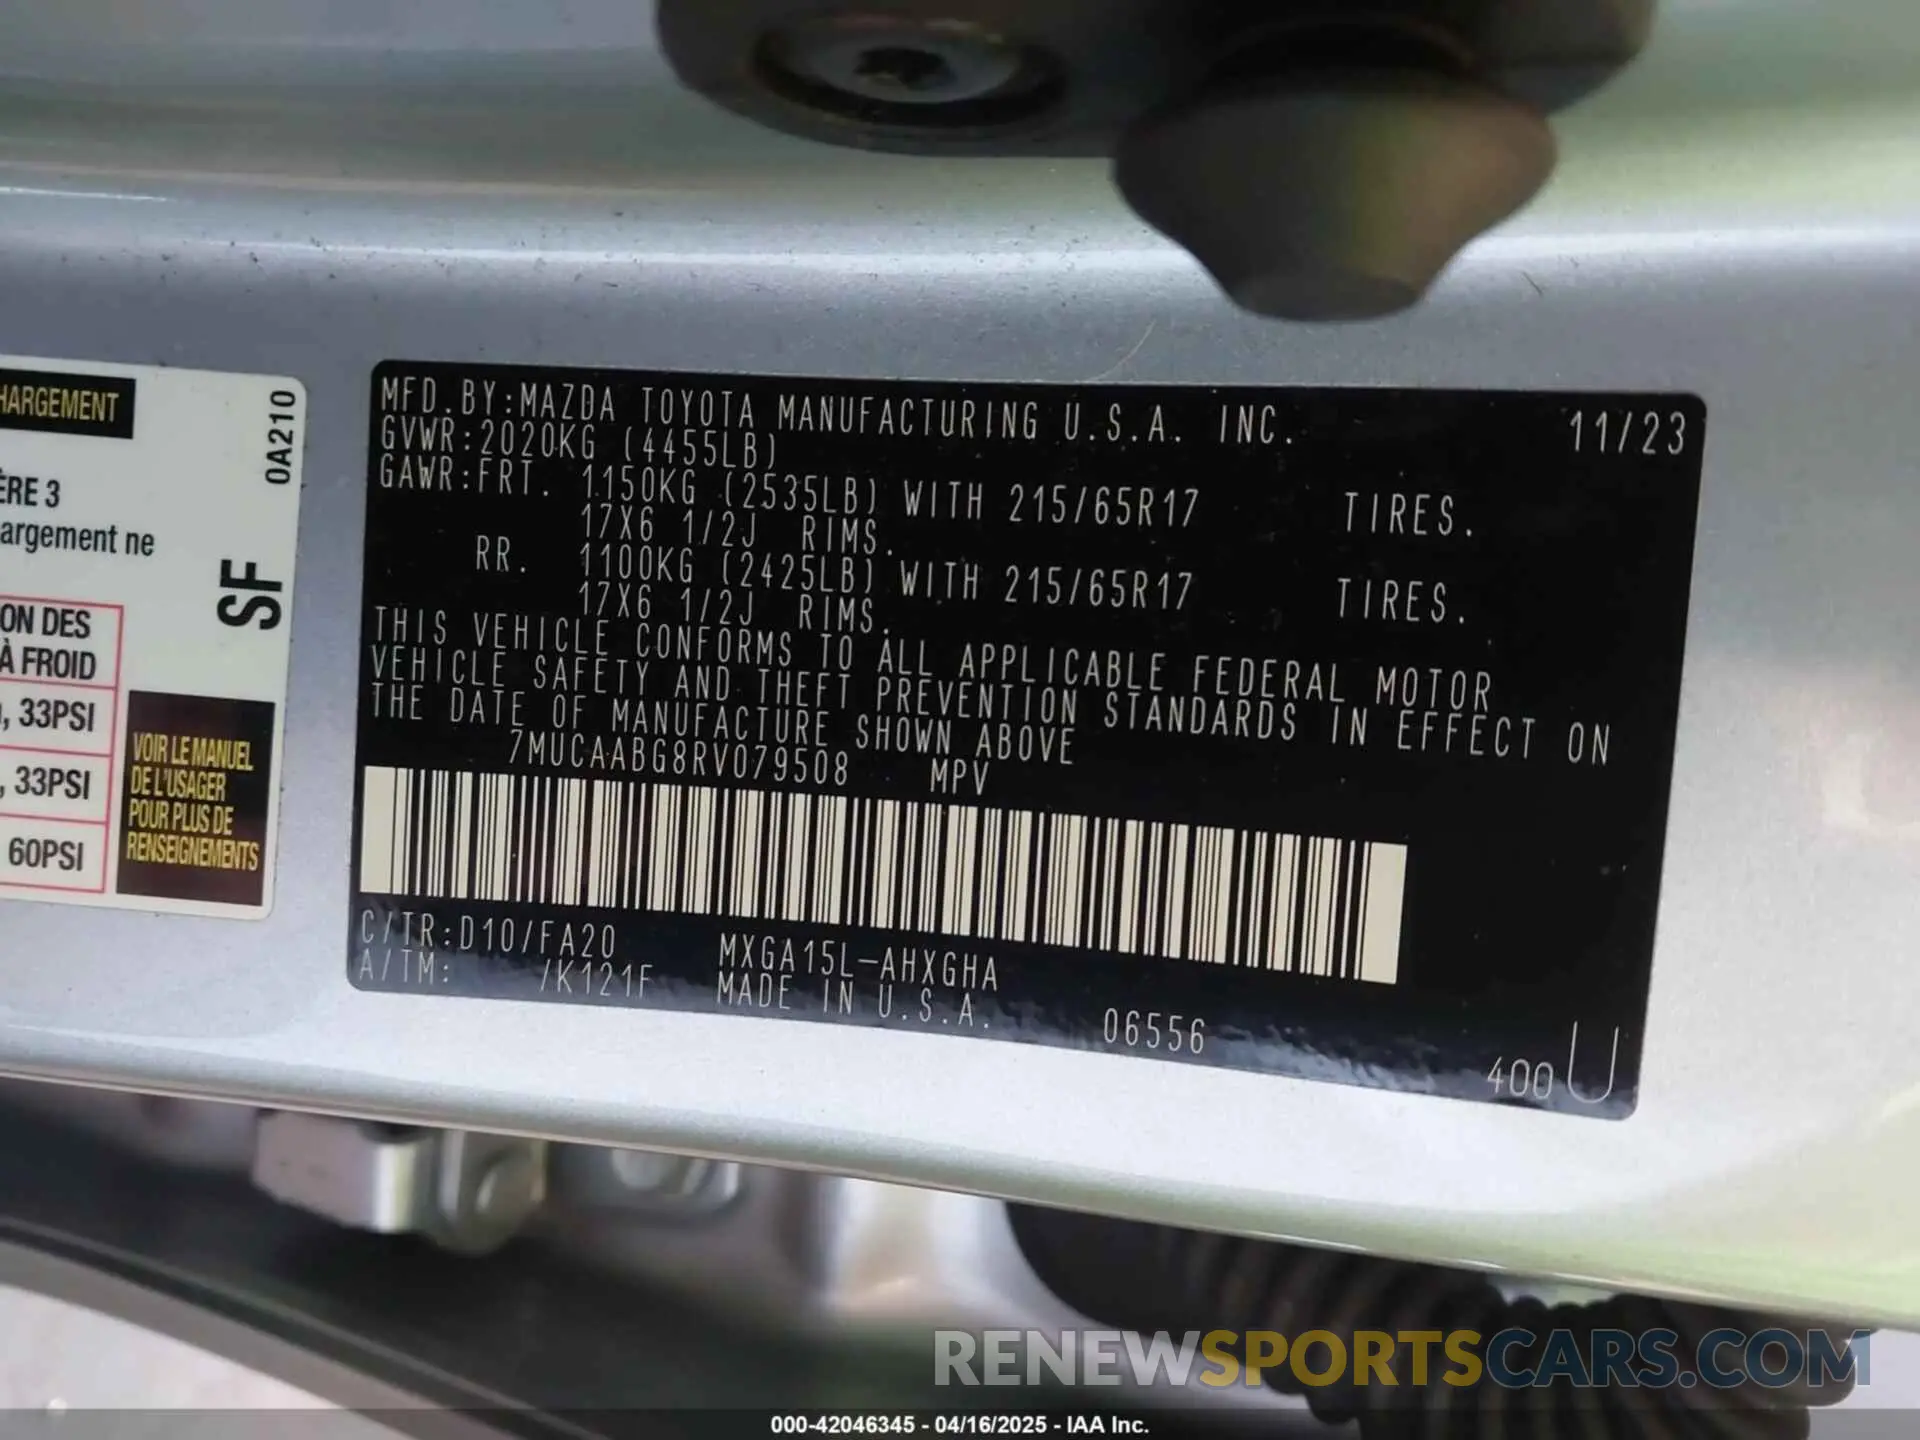 HARGEMENT
0A210
ÈRE 3
argement ne
SF
ON DES
À FROID
, 33PSI
, 33PSI
60PSI
VOIR LE MANUEL
DE L'USAGER
POUR PLUS DE
RENSEIGNEMENTS
MFD.BY:MAZDA TOYOTA MANUFACTURING U.S.A. INC. 11/23
GVWR:2020KG (4455LB)
GAWR:FRT. 1150KG (2535LB) WITH 215/65R17 TIRES.
17X6 1/2J RIMS.
RR. 1100KG (2425LB) WITH 215/65R17 TIRES.
17X6 1/2J RIMS.
THIS VEHICLE CONFORMS TO ALL APPLICABLE FEDERAL MOTOR
VEHICLE SAFETY AND THEFT PREVENTION STANDARDS IN EFFECT ON
THE DATE OF MANUFACTURE SHOWN ABOVE
7MUCAABG8RV079508 MPV
C/TR:D10/FA20 MXGA15L-AHXGHA
A/TM: /K121F MADE IN U.S.A. 06556
400 U
RENEWSPORTSCARS.COM
000-42046345 - 04/16/2025 - IAA Inc.